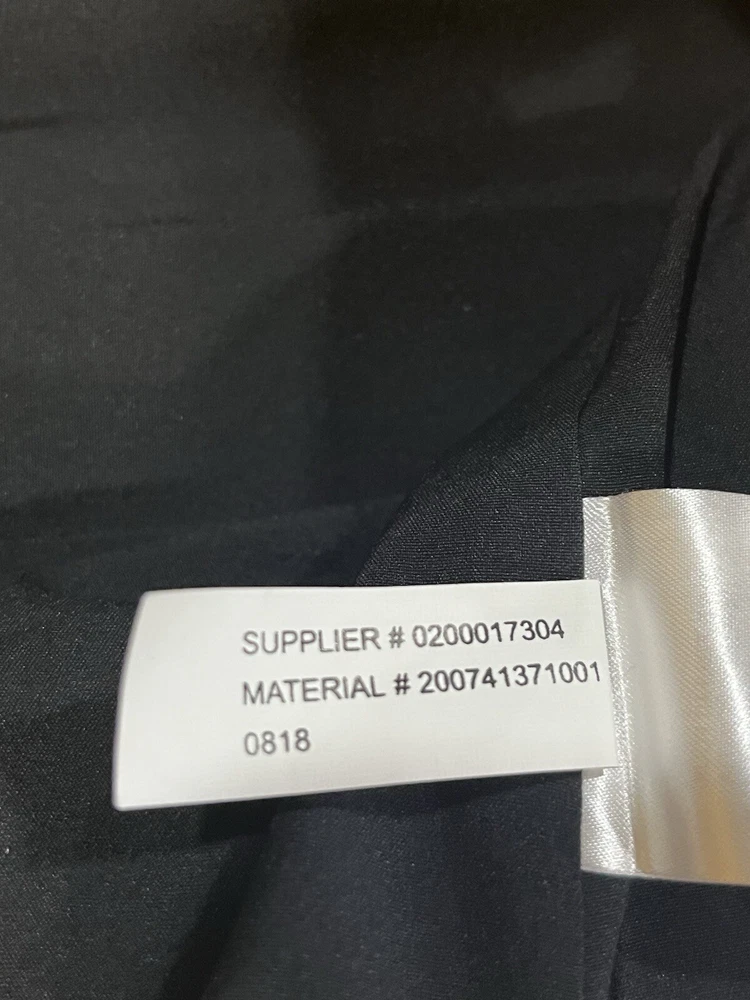 SUPPLIER # 0200017304
MATERIAL # 200741371001
0818